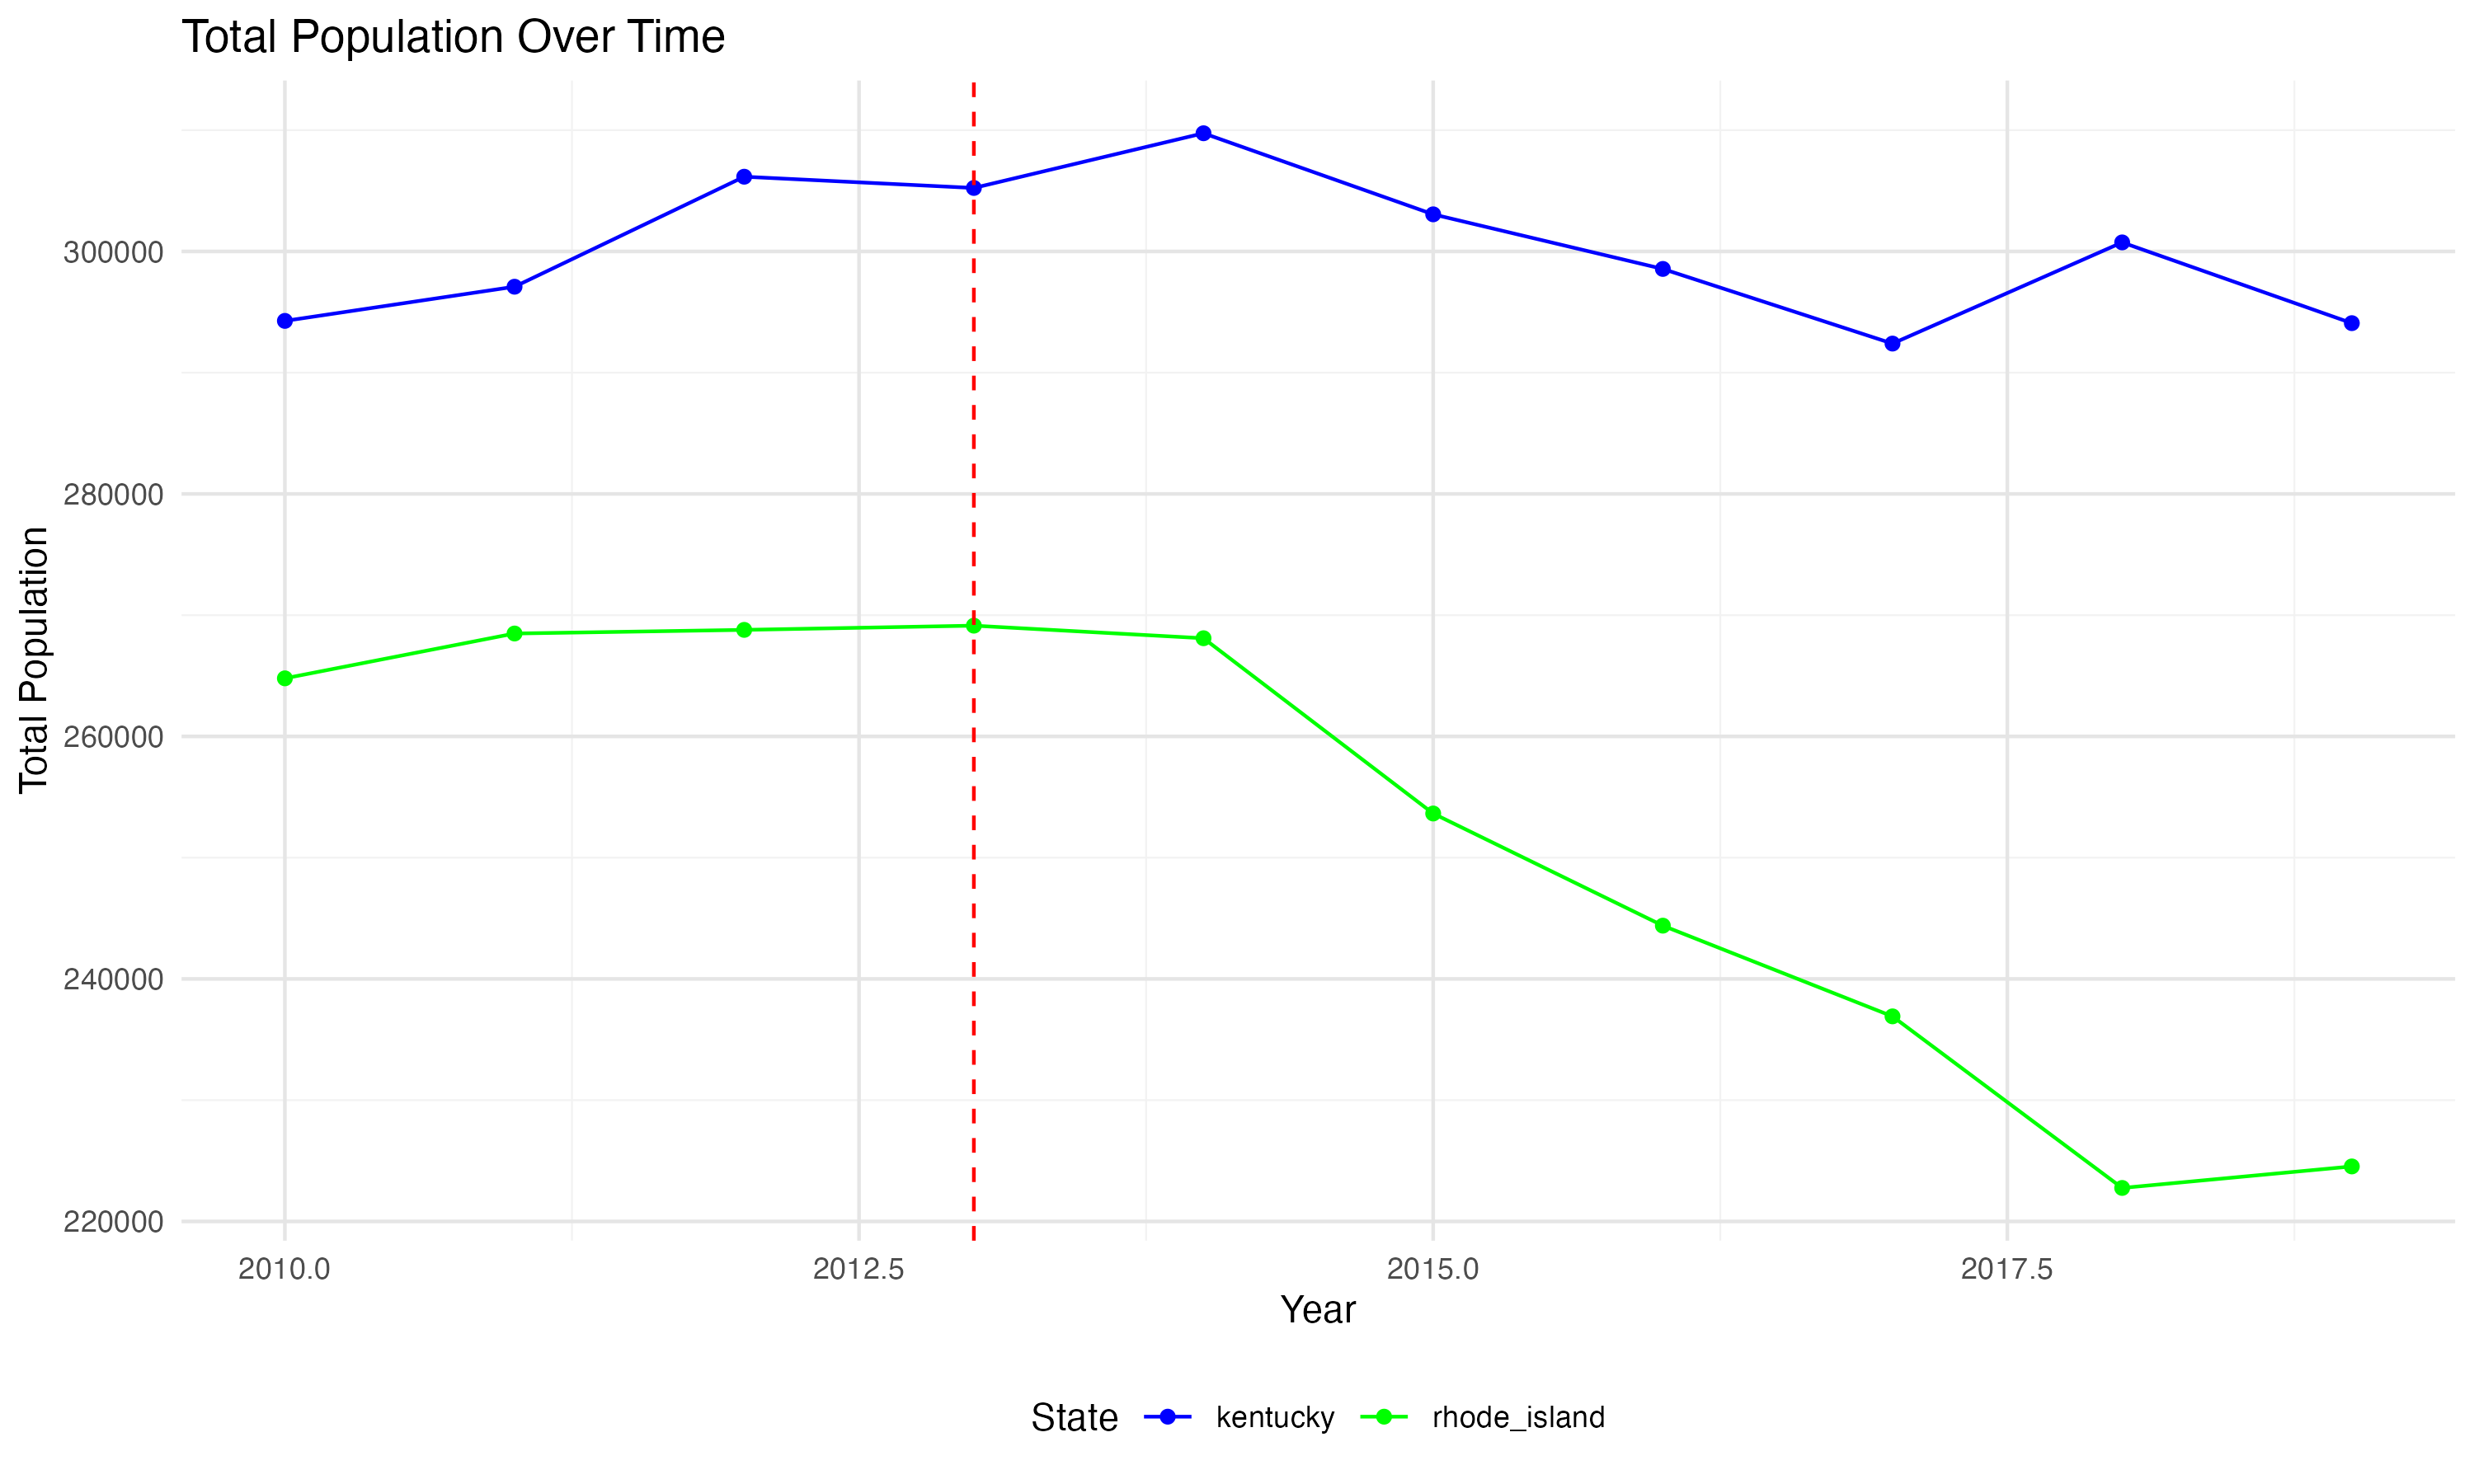 Total Population Over Time
Total Population
300000
280000
260000
240000
220000
2010.0 2012.5 2015.0 2017.5
Year
State kentucky rhode_island